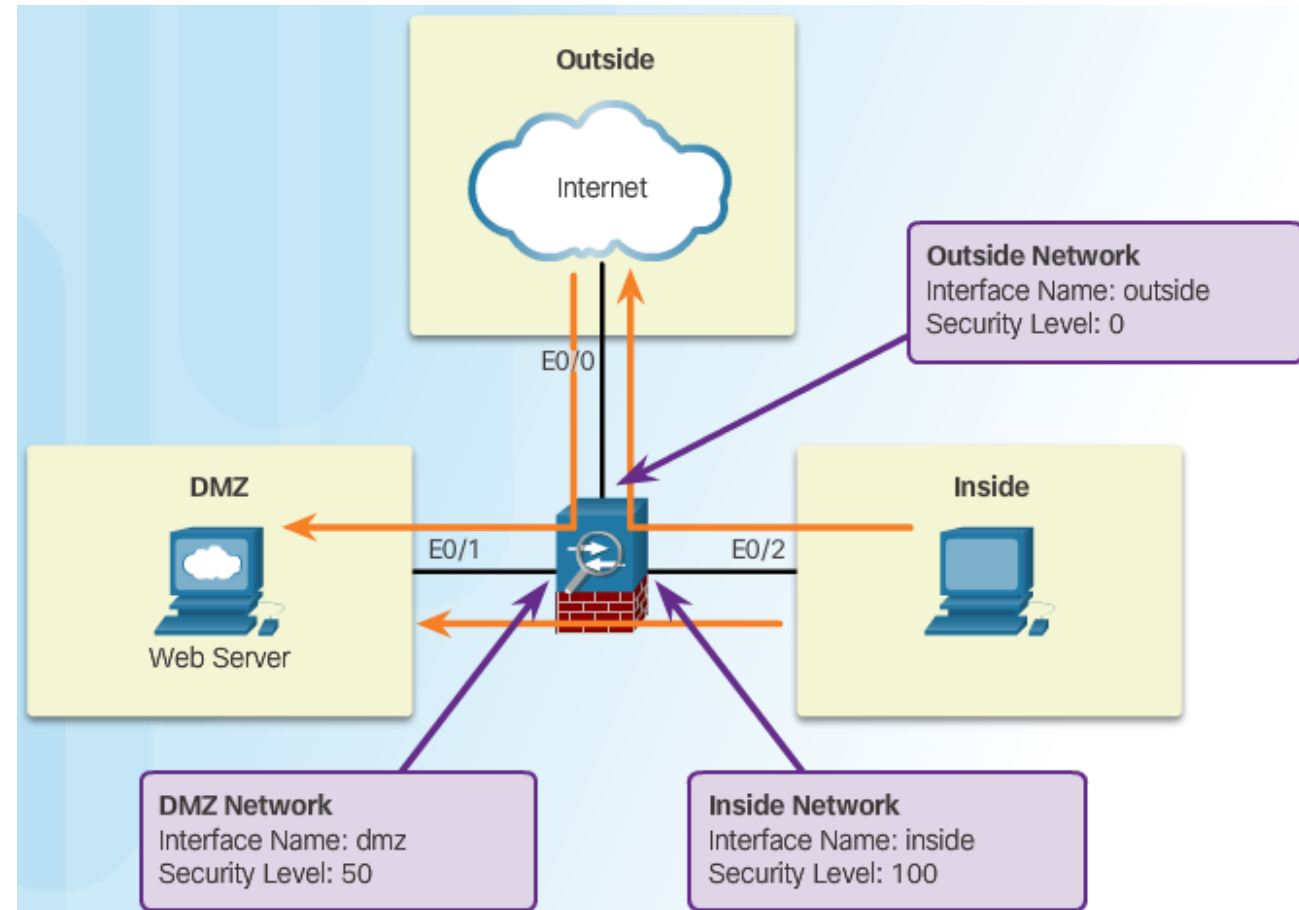 Outside
Internet
Outside Network
Interface Name: outside
Security Level: 0
E0/0
DMZ
Inside
E0/1
E0/2
Web Server
DMZ Network
Interface Name: dmz
Security Level: 50
Inside Network
Interface Name: inside
Security Level: 100